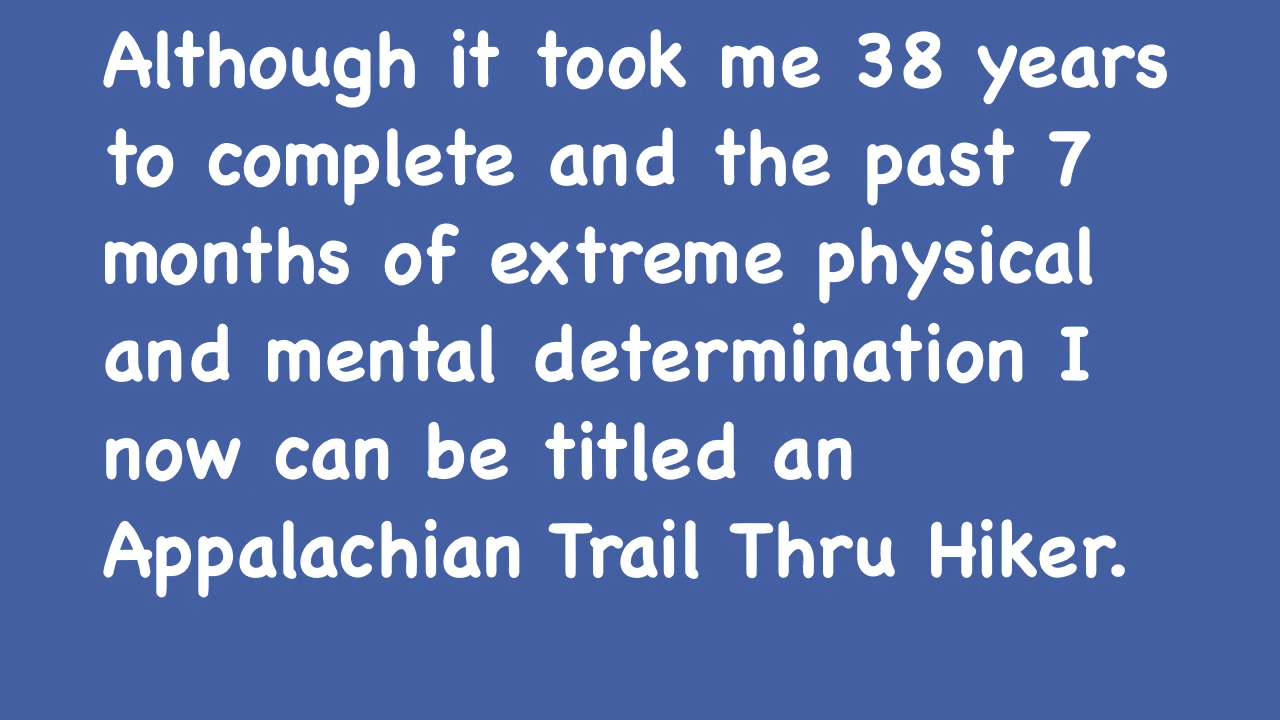 Although it took me 38 years
to complete and the past 7
months of extreme physical
and mental determination I
now can be titled an
Appalachian Trail Thru Hiker.